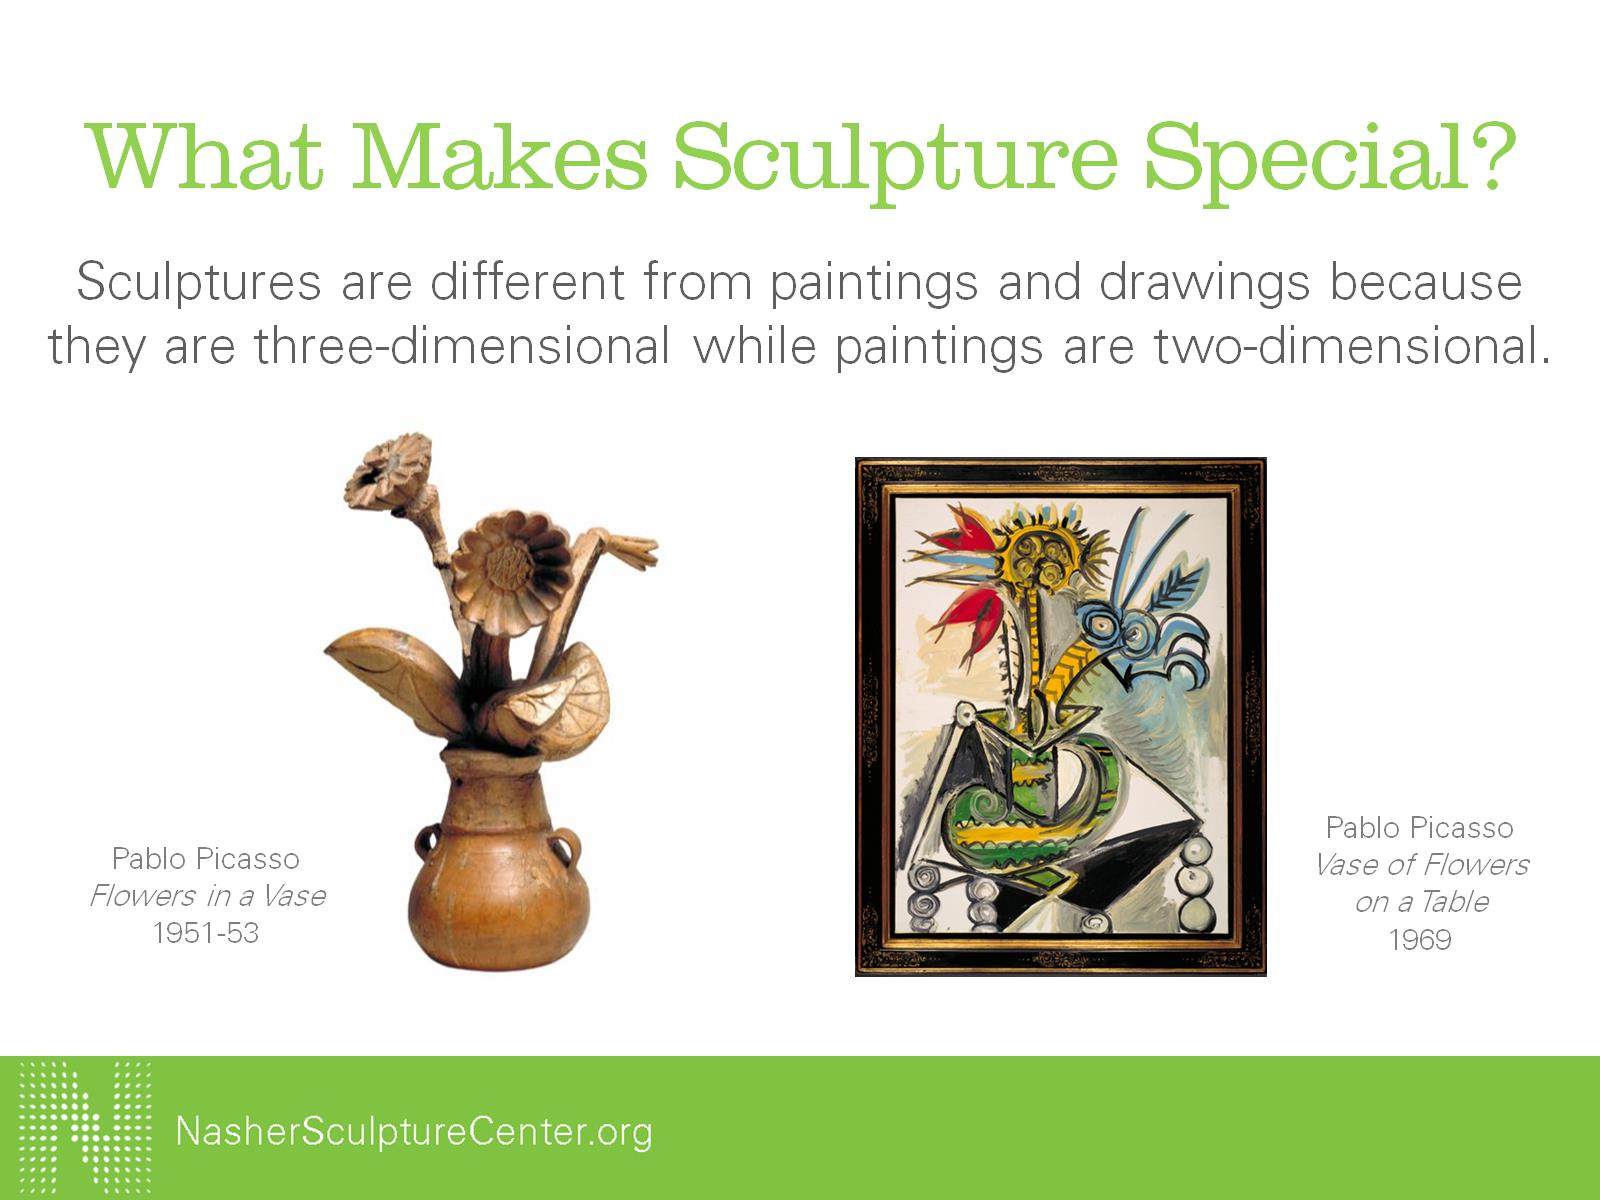 What Makes Sculpture Special?
Sculptures are different from paintings and drawings because
they are three-dimensional while paintings are two-dimensional.
Pablo Picasso
Flowers in a Vase
1951-53
Pablo Picasso
Vase of Flowers
on a Table
1969
NasherSculptureCenter.org